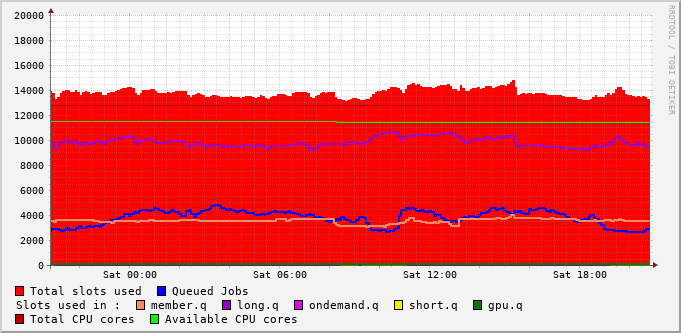 RRDTOOL / TOBI OETIKER
20000
18000
16000
14000
12000
10000
8000
6000
4000
2000
0
Sat 00:00 Sat 06:00 Sat 12:00 Sat 18:00
Total slots used Queued Jobs
Slots used in : member.q long.q ondemand.q short.q gpu.q
Total CPU cores Available CPU cores